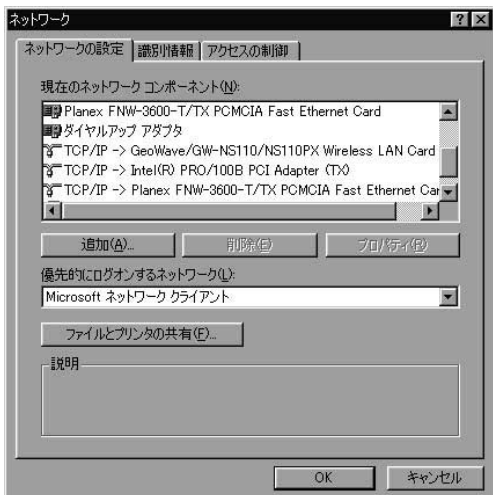 ネットワーク
ネットワークの設定 識別情報 アクセスの制御
現在のネットワーク コンポーネント(N):
Planex FNW-3600-T/TX PCMCIA Fast Ethernet Card
ダイヤルアップ アダプタ
TCP/IP -> GeoWave/GW-NS110/NS110PX Wireless LAN Card
TCP/IP -> Intel(R) PRO/100B PCI Adapter (TX)
TCP/IP -> Planex FNW-3600-T/TX PCMCIA Fast Ethernet Car
追加(A)... 削除(E) プロパティ(R)
優先的にログオンするネットワーク(L):
Microsoft ネットワーク クライアント
ファイルとプリンタの共有(F)...
説明
OK キャンセル